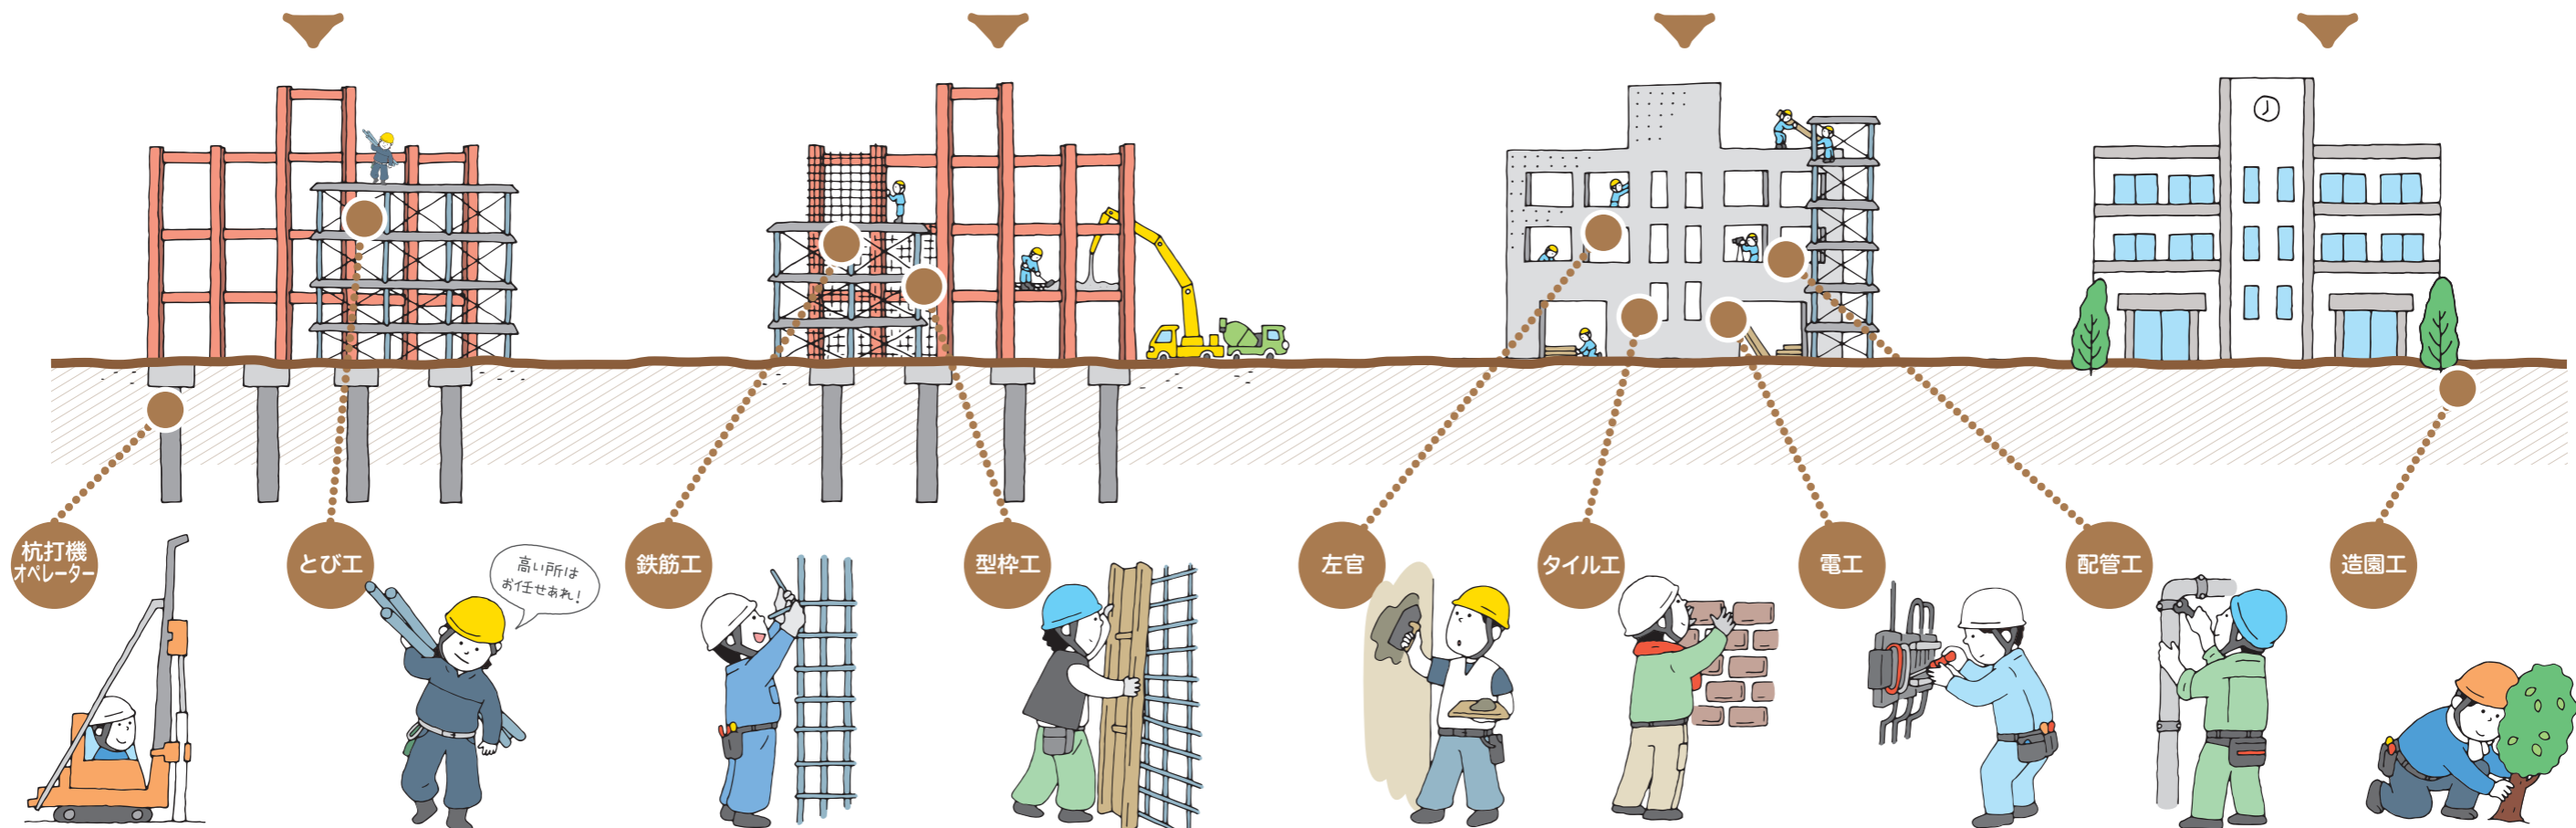 杭打機
オペレーター
とび工
高い所は
お任せあれ!
鉄筋工
型枠工
左官
タイル工
電工
配管工
造園工